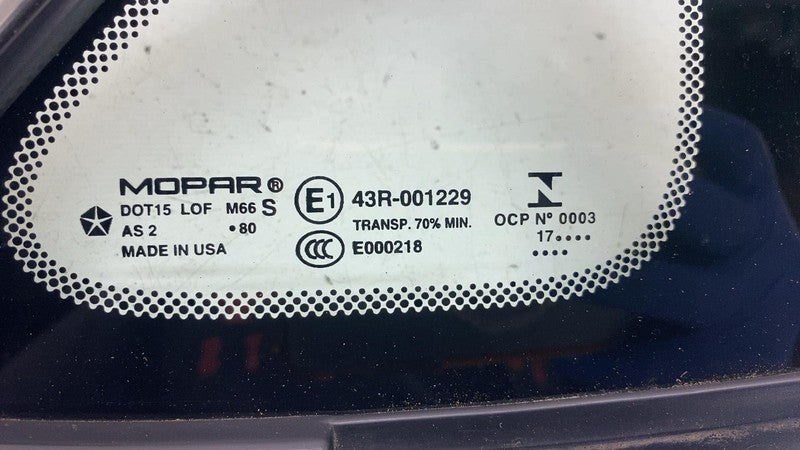 MOPAR®
DOT15 LOF M66 S
AS 2 •80
MADE IN USA
E1 43R-001229
TRANSP. 70% MIN.
CCC E000218
N
OCP Nº 0003
17••••
••••